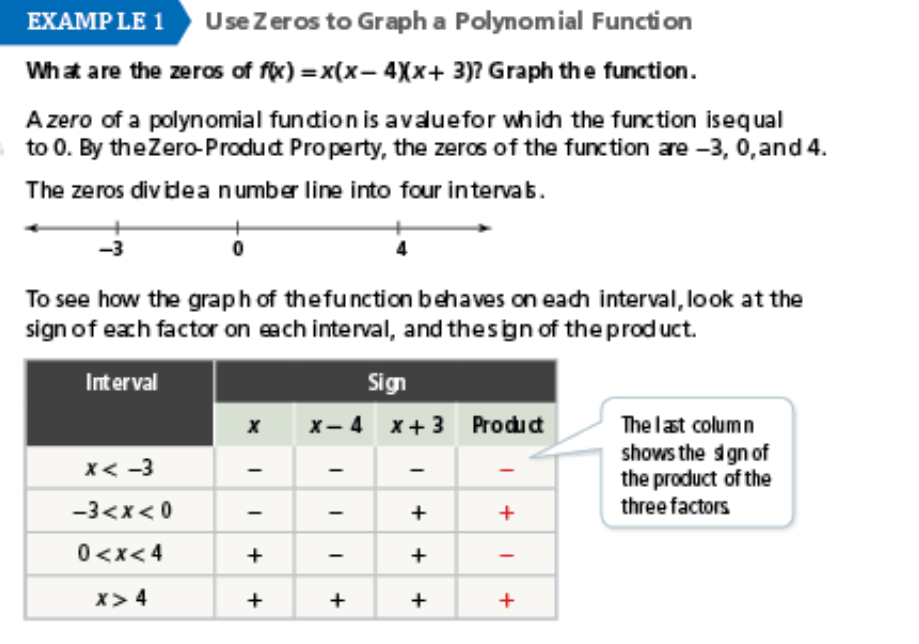 EXAMPLE 1 Use Zeros to Graph a Polynomial Function
What are the zeros of f(x) = x(x − 4)(x + 3)? Graph the function.
A zero of a polynomial function is a value for which the function is equal
to 0. By the Zero-Product Property, the zeros of the function are −3, 0, and 4.
The zeros divide a number line into four intervals.
−3 0 4
To see how the graph of the function behaves on each interval, look at the
sign of each factor on each interval, and the sign of the product.
Interval Sign
x x − 4 x + 3 Product
x < −3 − − − −
−3 < x < 0 − − + +
0 < x < 4 + − + −
x > 4 + + + +
The last column
shows the sign of
the product of the
three factors.